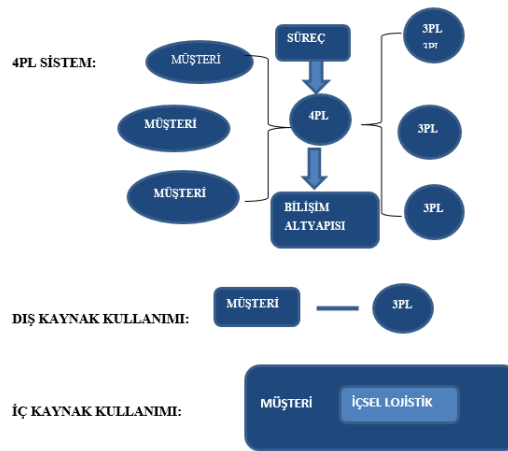 4PL SİSTEM:
MÜŞTERİ
MÜŞTERİ
MÜŞTERİ
SÜREÇ
4PL
BİLİŞİM
ALTYAPISI
3PL
3PL
3PL
3PL
DIŞ KAYNAK KULLANIMI:
MÜŞTERİ
3PL
İÇ KAYNAK KULLANIMI:
MÜŞTERİ
İÇSEL LOJİSTİK